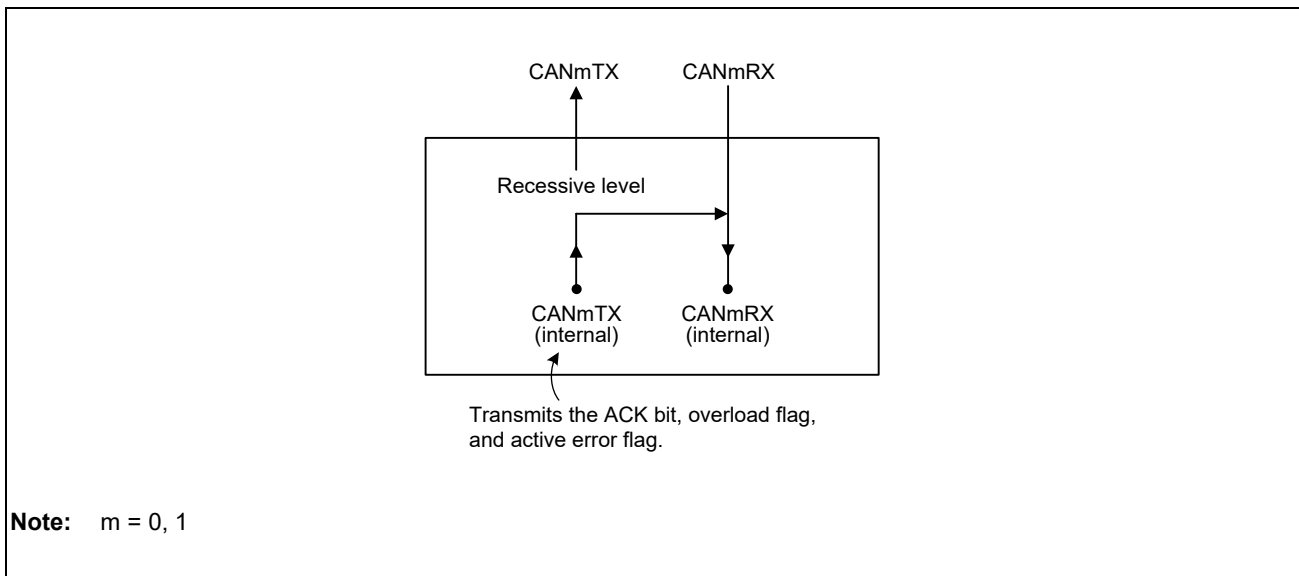 CANmTX CANmRX
Recessive level
CANmTX CANmRX
(internal) (internal)
Transmits the ACK bit, overload flag,
and active error flag.
Note: m = 0, 1